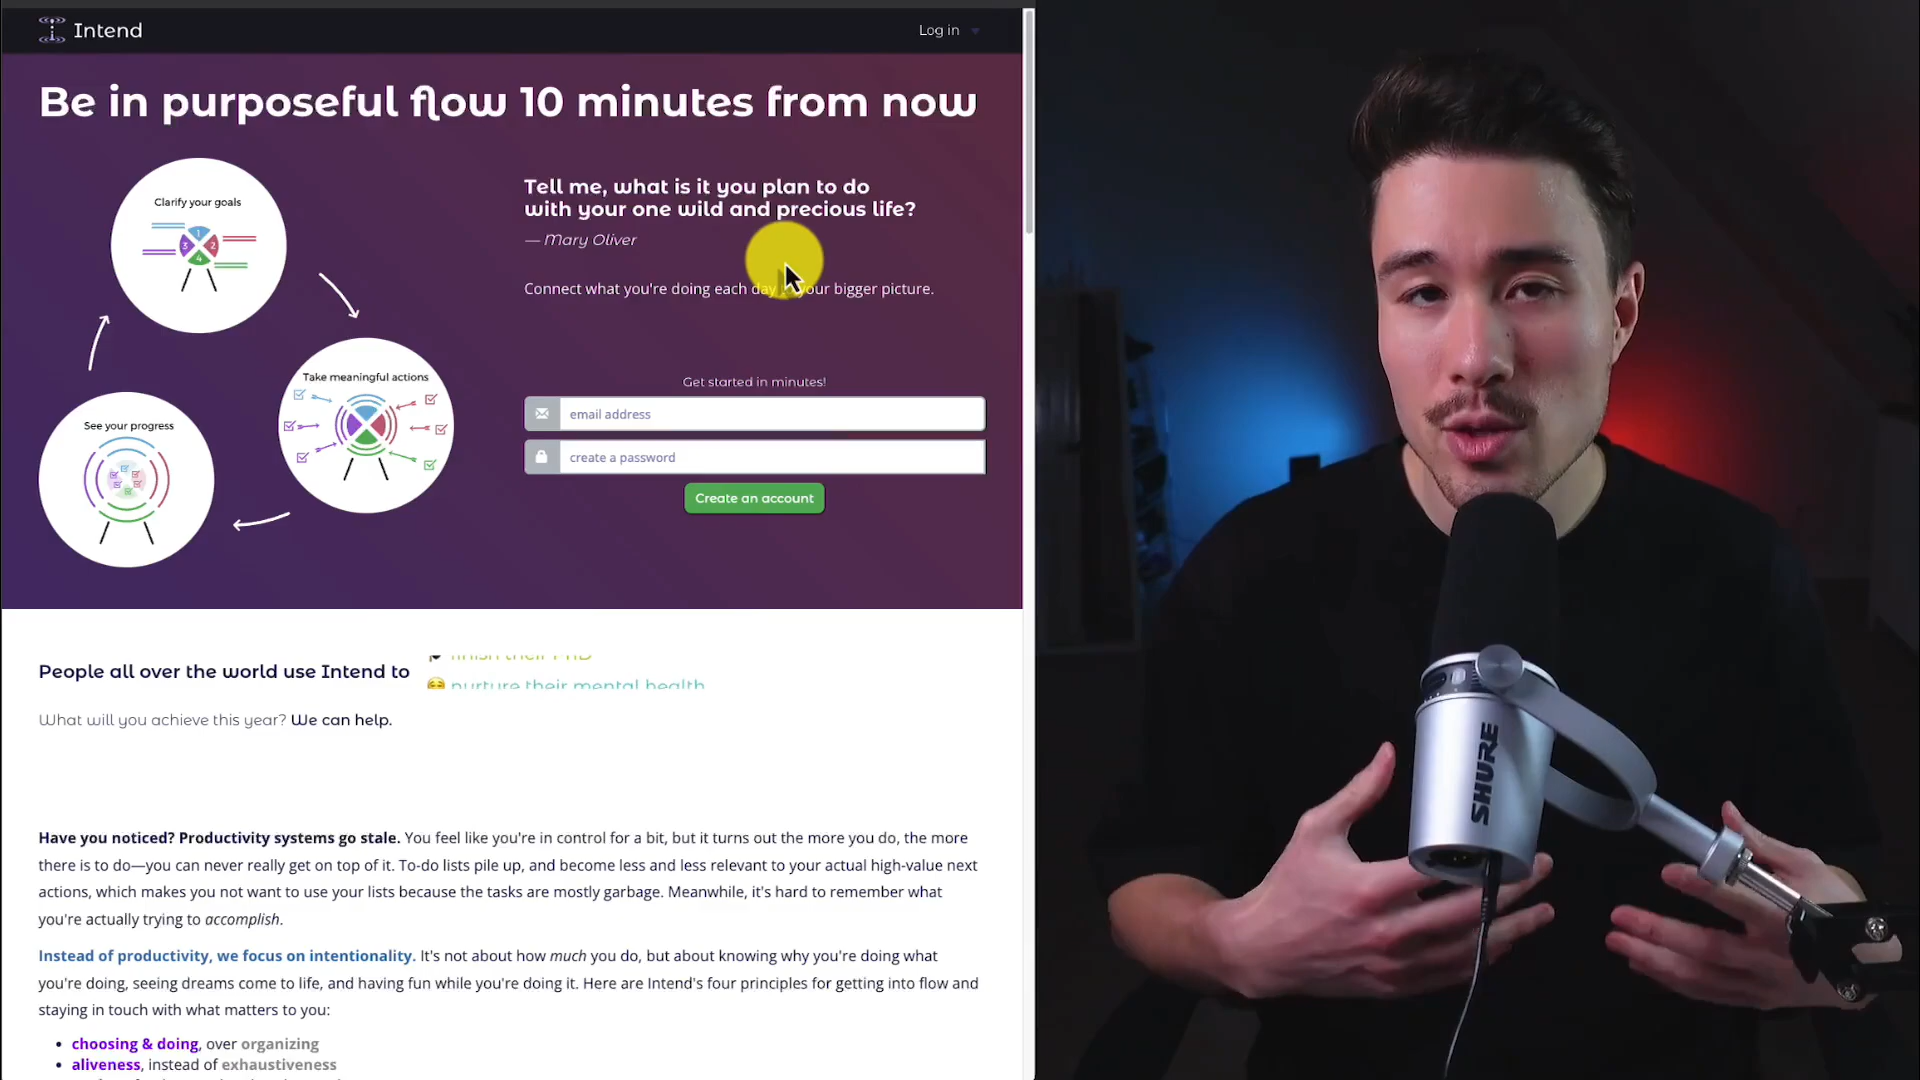 Intend
Log in
Be in purposeful flow 10 minutes from now
Clarify your goals
1
3 2
4
Tell me, what is it you plan to do
with your one wild and precious life?
— Mary Oliver
Connect what you're doing each day your bigger picture.
Take meaningful actions
See your progress
Get started in minutes!
email address
create a password
Create an account
People all over the world use Intend to
finish their PhD
nurture their mental health
What will you achieve this year? We can help.
Have you noticed? Productivity systems go stale. You feel like you're in control for a bit, but it turns out the more you do, the more
there is to do—you can never really get on top of it. To-do lists pile up, and become less and less relevant to your actual high-value next
actions, which makes you not want to use your lists because the tasks are mostly garbage. Meanwhile, it's hard to remember what
you're actually trying to accomplish.
Instead of productivity, we focus on intentionality. It's not about how much you do, but about knowing why you're doing what
you're doing, seeing dreams come to life, and having fun while you're doing it. Here are Intend's four principles for getting into flow and
staying in touch with what matters to you:
• choosing & doing, over organizing
• aliveness, instead of exhaustiveness
SHURE